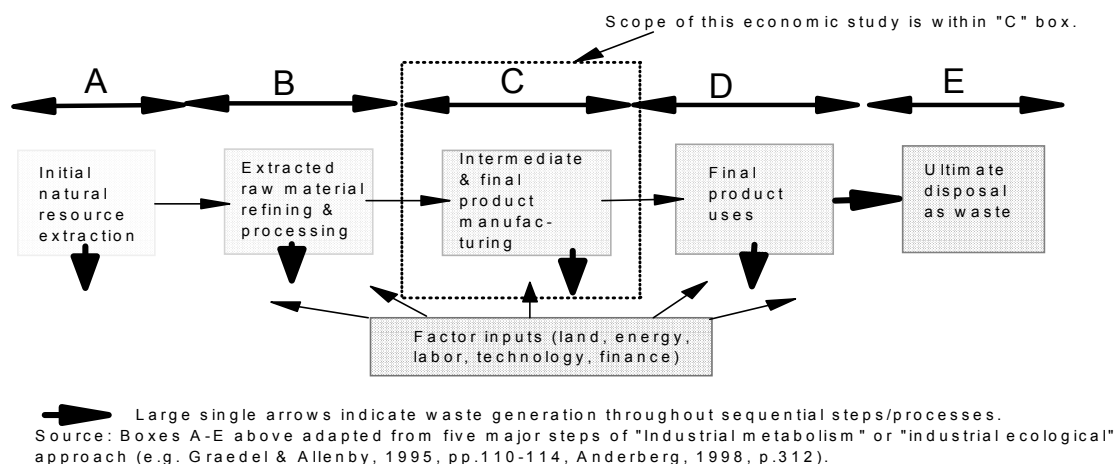 Scope of this economic study is within "C" box.
A
B
C
D
E
Initial
natural
resource
extraction
Extracted
raw material
refining &
processing
Intermediate
& final
product
manufac-
turing
Final
product
uses
Ultimate
disposal
as waste
Factor inputs (land, energy,
labor, technology, finance)
Large single arrows indicate waste generation throughout sequential steps/processes.
Source: Boxes A-E above adapted from five major steps of "Industrial metabolism" or "industrial ecological"
approach (e.g. Graedel & Allenby, 1995, pp.110-114, Anderberg, 1998, p.312).